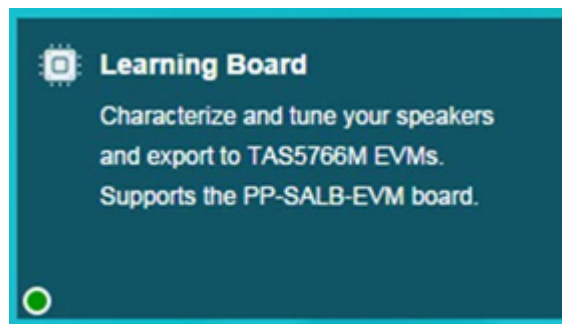 Learning Board
Characterize and tune your speakers
and export to TAS5766M EVMs.
Supports the PP-SALB-EVM board.